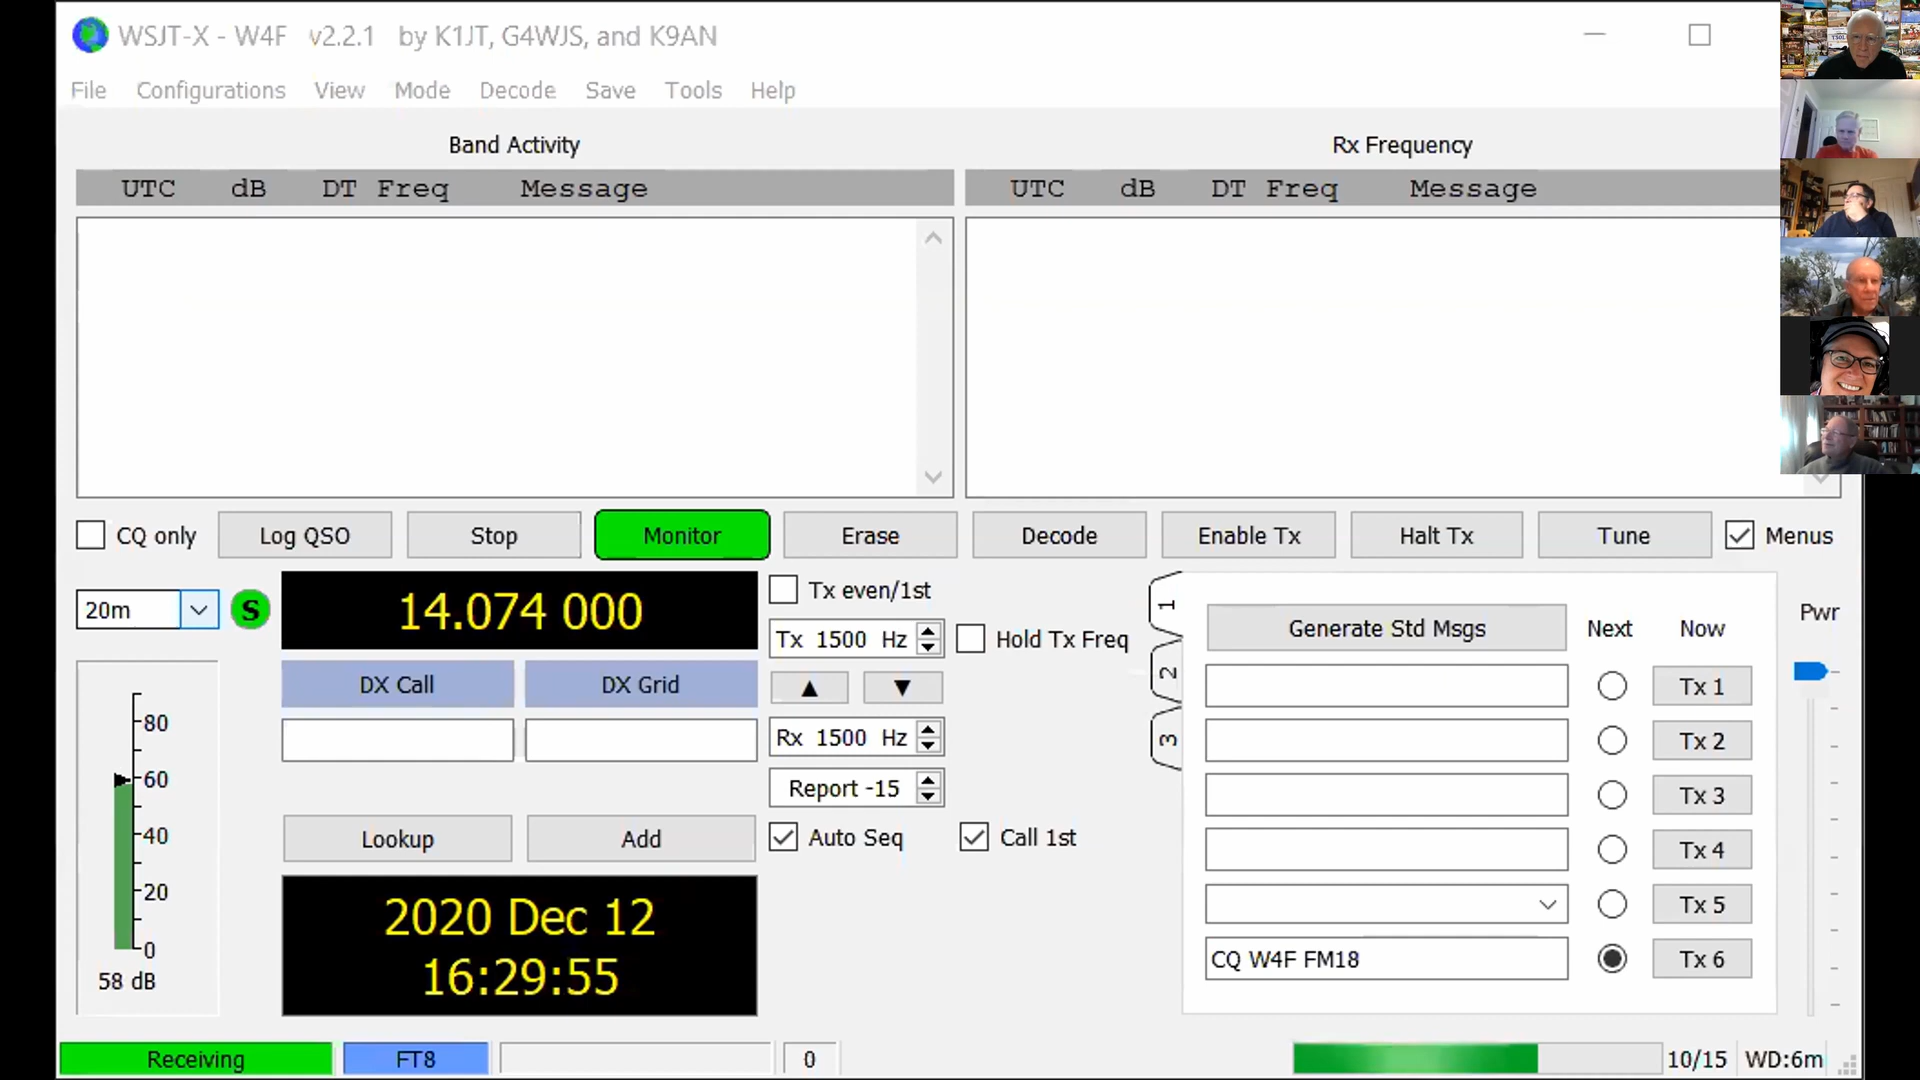 WSJT-X - W4F v2.2.1 by K1JT, G4WJS, and K9AN
File Configurations View Mode Decode Save Tools Help
Band Activity
Rx Frequency
UTC dB DT Freq Message
UTC dB DT Freq Message
CQ only
Log QSO
Stop
Monitor
Erase
Decode
Enable Tx
Halt Tx
Tune
Menus
20m
S
14.074 000
Tx even/1st
Tx 1500 Hz
Hold Tx Freq
DX Call
DX Grid
Rx 1500 Hz
Report -15
Lookup
Add
Auto Seq
Call 1st
80
60
40
20
0
58 dB
2020 Dec 12
16:29:55
1
2
3
Generate Std Msgs
Next
Now
Pwr
Tx 1
Tx 2
Tx 3
Tx 4
Tx 5
CQ W4F FM18
Tx 6
Receiving
FT8
0
10/15
WD:6m